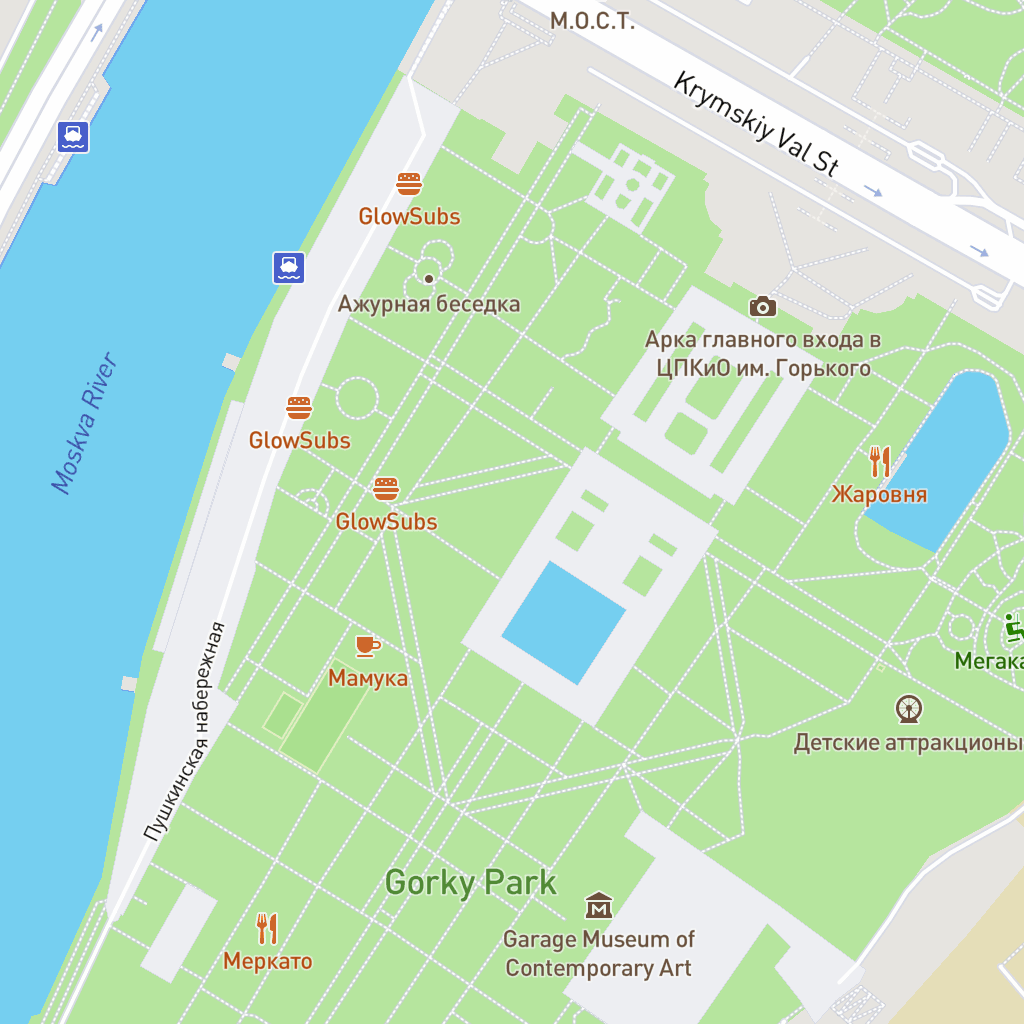 М.О.С.Т.
Krymskiy Val St
GlowSubs
Ажурная беседка
Арка главного входа в
ЦПКиО им. Горького
Moskva River
GlowSubs
Жаровня
GlowSubs
Мамука
Мегака
Пушкинская набережная
Детские аттракционы
Gorky Park
Garage Museum of
Contemporary Art
Меркато